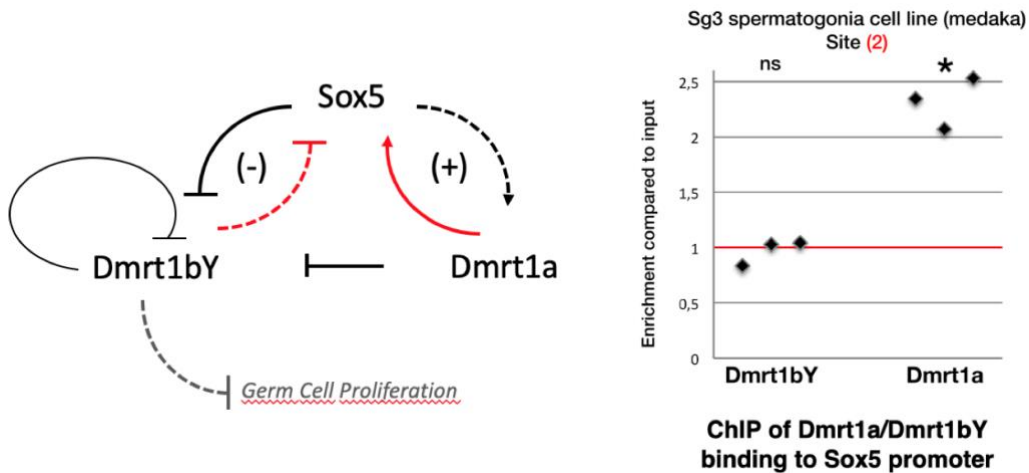 Sox5
(-)
(+)
Dmrt1bY
Dmrt1a
Germ Cell Proliferation
Sg3 spermatogonia cell line (medaka)
Site (2)
ns
*
Enrichment compared to input
2,5
2
1,5
1
0,5
0
Dmrt1bY
Dmrt1a
ChIP of Dmrt1a/Dmrt1bY
binding to Sox5 promoter